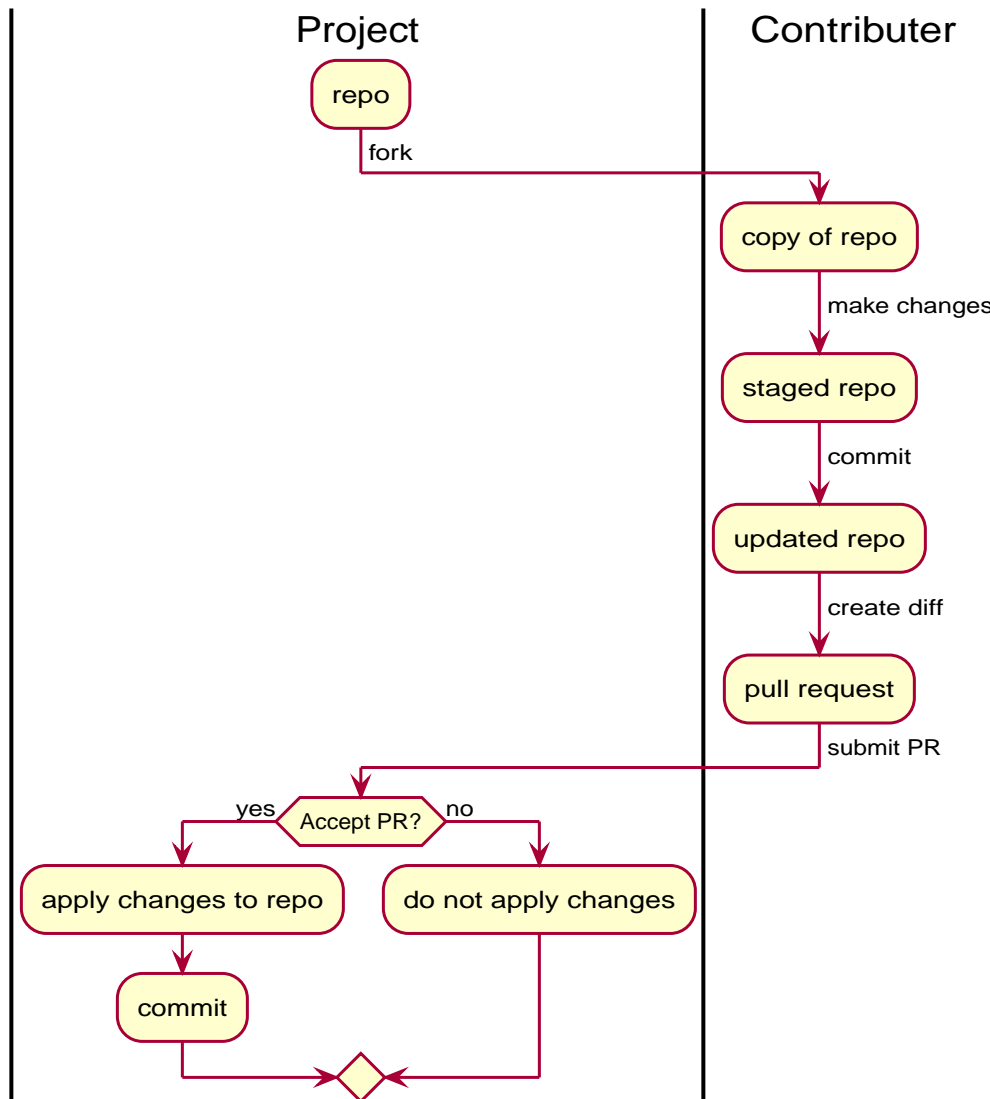 Project
Contributer
repo
fork
copy of repo
make changes
staged repo
commit
updated repo
create diff
pull request
submit PR
yes
Accept PR?
no
apply changes to repo
do not apply changes
commit